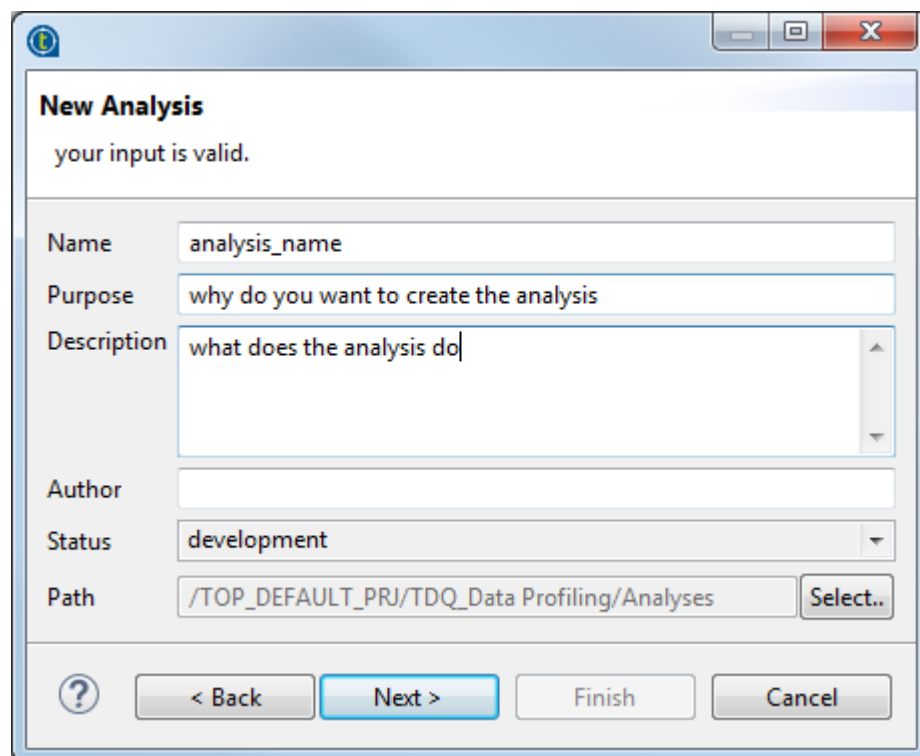 New Analysis
your input is valid.
Name analysis_name
Purpose why do you want to create the analysis
Description what does the analysis do
Author
Status development
Path /TOP_DEFAULT_PRJ/TDQ_Data Profiling/Analyses Select..
? < Back Next > Finish Cancel